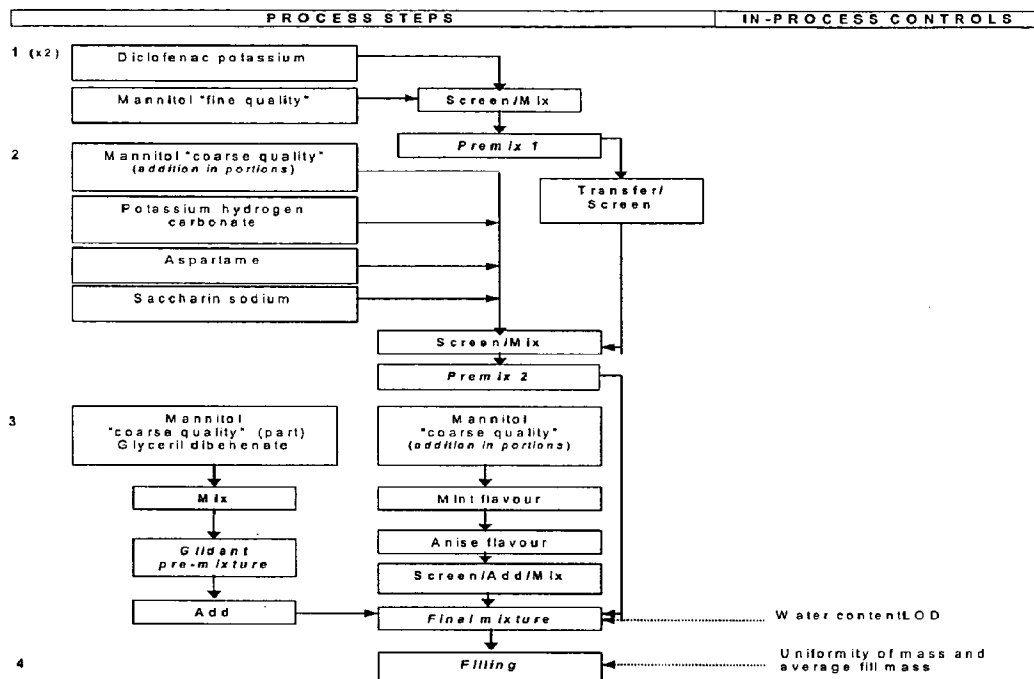 PROCESS STEPS
IN-PROCESS CONTROLS
1 (x2)
Diclofenac potassium
Mannitol "fine quality"
Screen/Mix
Premix 1
2
Mannitol "coarse quality"
(addition in portions)
Transfer/
Screen
Potassium hydrogen
carbonate
Aspartame
Saccharin sodium
Screen/Mix
Premix 2
3
Mannitol
"coarse quality" (part)
Glyceril dibehenate
Mannitol
"coarse quality"
(addition in portions)
Mix
Mint flavour
Glidant
pre-mixture
Anise flavour
Screen/Add/Mix
Add
Final mixture
Water contentLOD
4
Filling
Uniformity of mass and
average fill mass